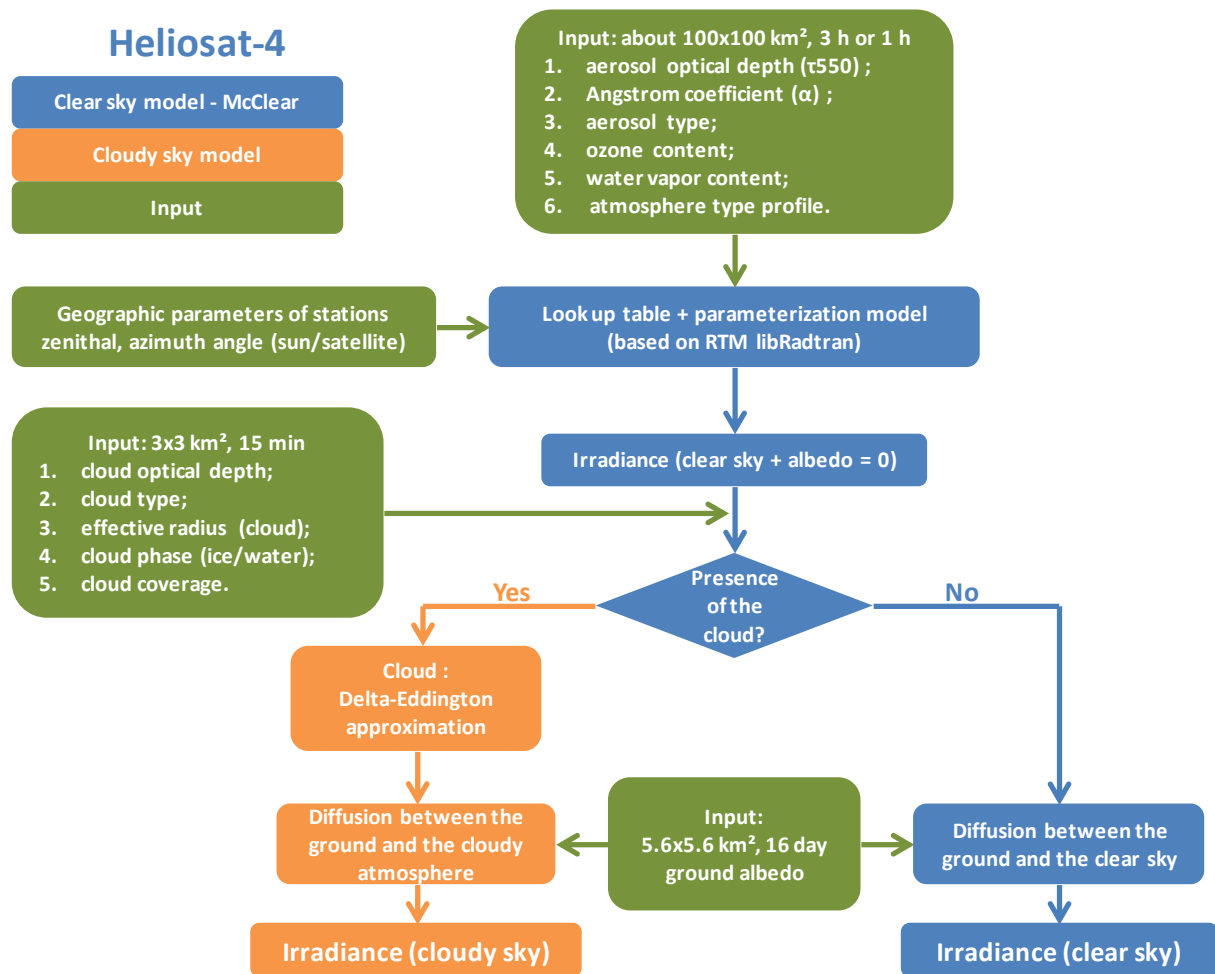 Heliosat-4
Clear sky model - McClear
Cloudy sky model
Input
Input: about 100x100 km², 3 h or 1 h
1. aerosol optical depth (τ550) ;
2. Angstrom coefficient (α) ;
3. aerosol type;
4. ozone content;
5. water vapor content;
6. atmosphere type profile.
Geographic parameters of stations
zenithal, azimuth angle (sun/satellite)
Look up table + parameterization model
(based on RTM libRadtran)
Input: 3x3 km², 15 min
1. cloud optical depth;
2. cloud type;
3. effective radius (cloud);
4. cloud phase (ice/water);
5. cloud coverage.
Irradiance (clear sky + albedo = 0)
Presence
of the
cloud?
Yes
No
Cloud :
Delta-Eddington
approximation
Diffusion between the
ground and the cloudy
atmosphere
Input:
5.6x5.6 km², 16 day
ground albedo
Diffusion between the
ground and the clear sky
Irradiance (cloudy sky)
Irradiance (clear sky)